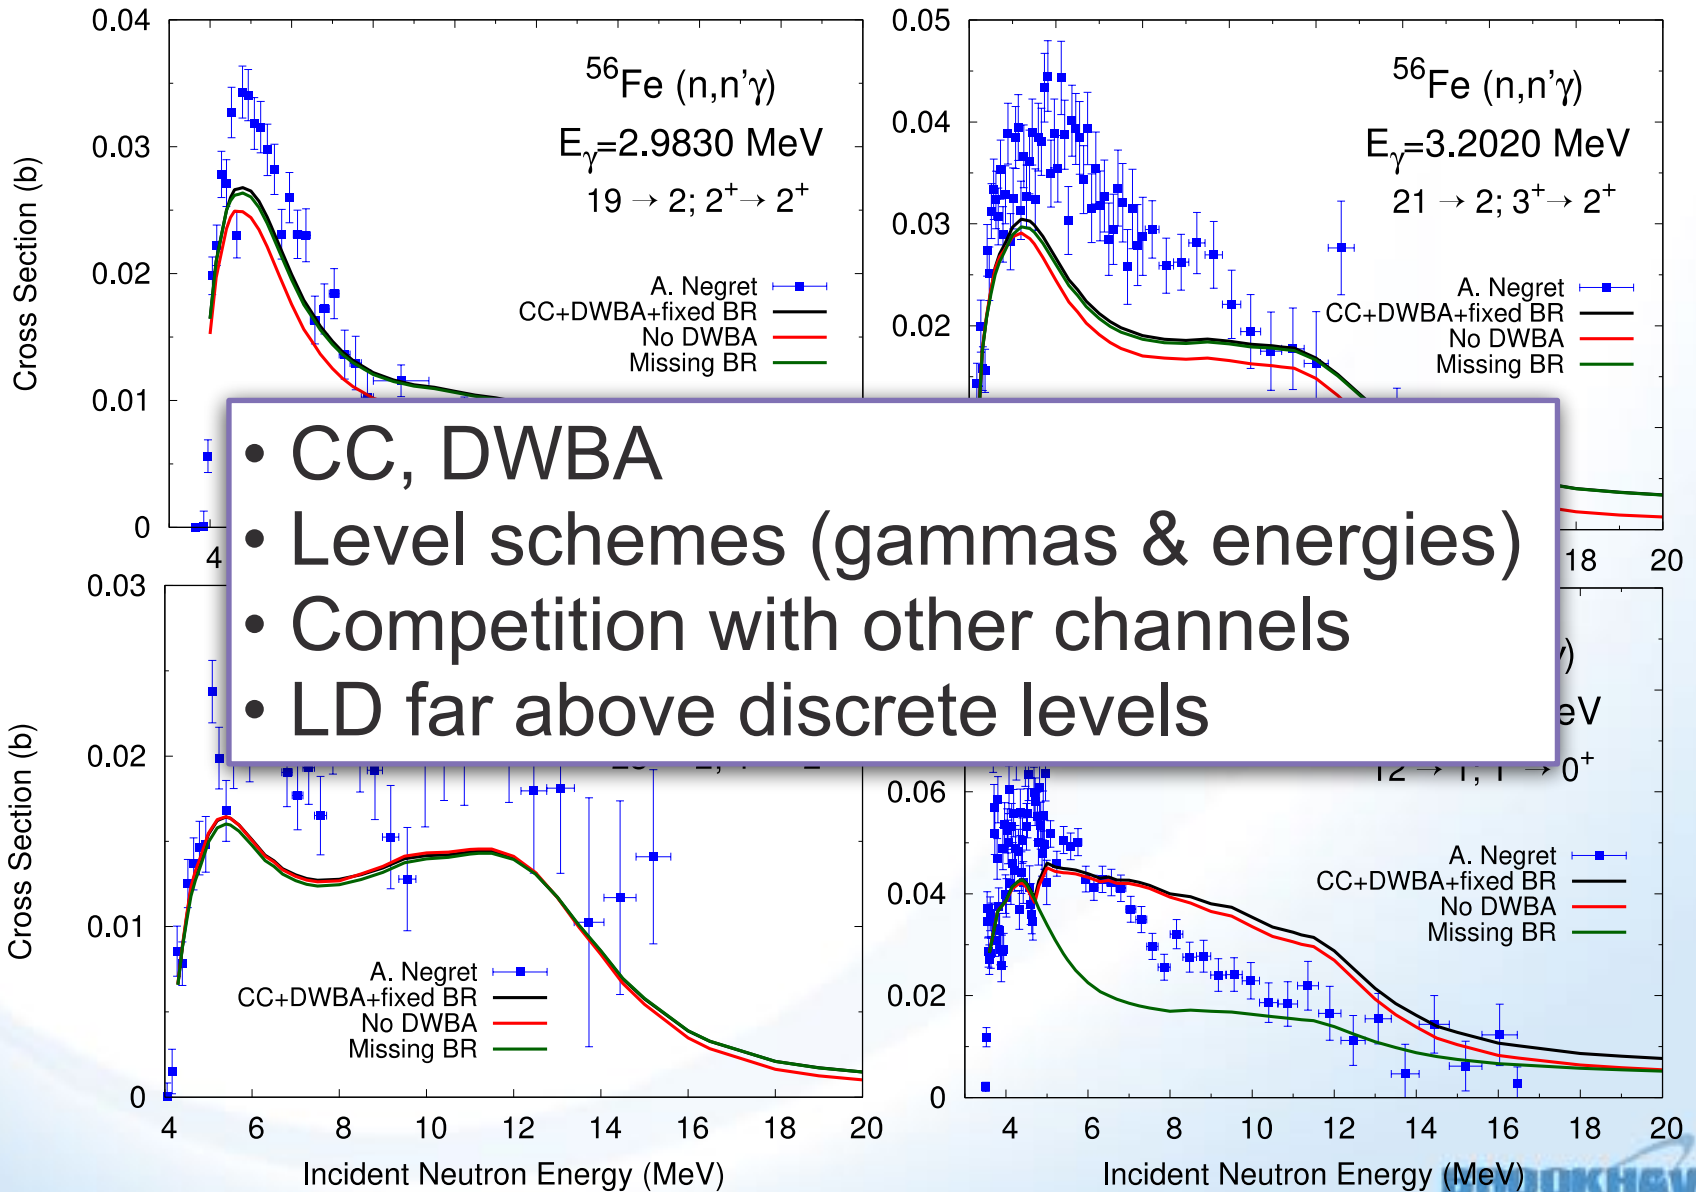 0.04
0.03
0.02
0.01
0
Cross Section (b)
56Fe (n,n'γ)
Eγ=2.9830 MeV
19 → 2; 2+→ 2+
A. Negret
CC+DWBA+fixed BR
No DWBA
Missing BR
4
0.05
0.04
0.03
0.02
56Fe (n,n'γ)
Eγ=3.2020 MeV
21 → 2; 3+→ 2+
A. Negret
CC+DWBA+fixed BR
No DWBA
Missing BR
18 20
• CC, DWBA
• Level schemes (gammas & energies)
• Competition with other channels
• LD far above discrete levels
0.03
0.02
0.01
0
Cross Section (b)
A. Negret
CC+DWBA+fixed BR
No DWBA
Missing BR
4 6 8 10 12 14 16 18 20
Incident Neutron Energy (MeV)
eV
12 → 1; 1 → 0+
0.06
0.04
0.02
0
A. Negret
CC+DWBA+fixed BR
No DWBA
Missing BR
4 6 8 10 12 14 16 18 20
Incident Neutron Energy (MeV)